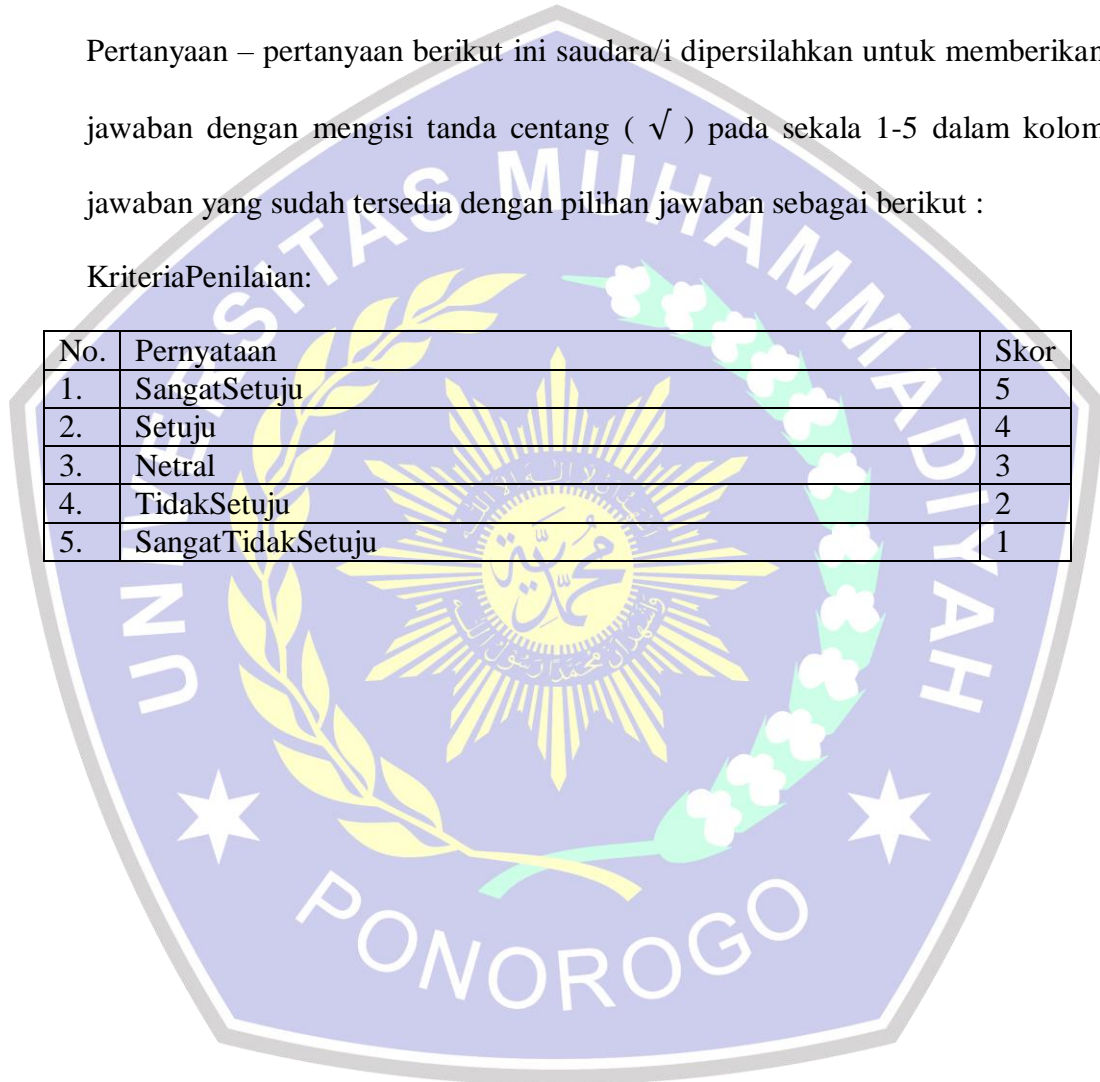 Pertanyaan – pertanyaan berikut ini saudara/i dipersilahkan untuk memberikan
jawaban dengan mengisi tanda centang ( √ ) pada sekala 1-5 dalam kolom
jawaban yang sudah tersedia dengan pilihan jawaban sebagai berikut :
KriteriaPenilaian:
No. Pernyataan Skor
1. SangatSetuju 5
2. Setuju 4
3. Netral 3
4. TidakSetuju 2
5. SangatTidakSetuju 1
UNIVERSITAS MUHAMMADIYAH
PONOROGO
محمدية